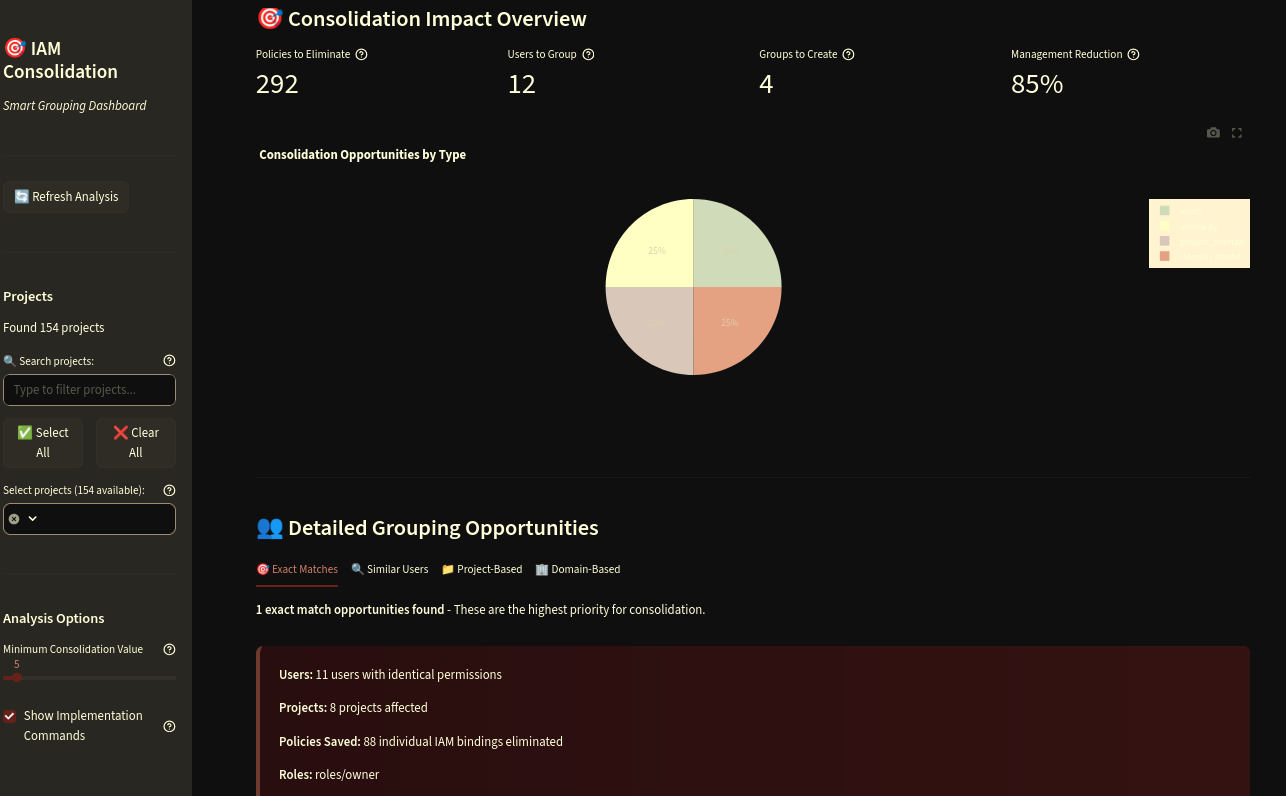 🎯 IAM
Consolidation
Smart Grouping Dashboard
🔄 Refresh Analysis
Projects
Found 154 projects
🔍 Search projects:
Type to filter projects...
✅ Select
All
❌ Clear
All
Select projects (154 available):
Analysis Options
Minimum Consolidation Value
5
Show Implementation
Commands
🎯 Consolidation Impact Overview
Policies to Eliminate
292
Users to Group
12
Groups to Create
4
Management Reduction
85%
Consolidation Opportunities by Type
25%
25%
👥 Detailed Grouping Opportunities
🎯 Exact Matches
🔍 Similar Users
📁 Project-Based
🏢 Domain-Based
1 exact match opportunities found - These are the highest priority for consolidation.
Users: 11 users with identical permissions
Projects: 8 projects affected
Policies Saved: 88 individual IAM bindings eliminated
Roles: roles/owner